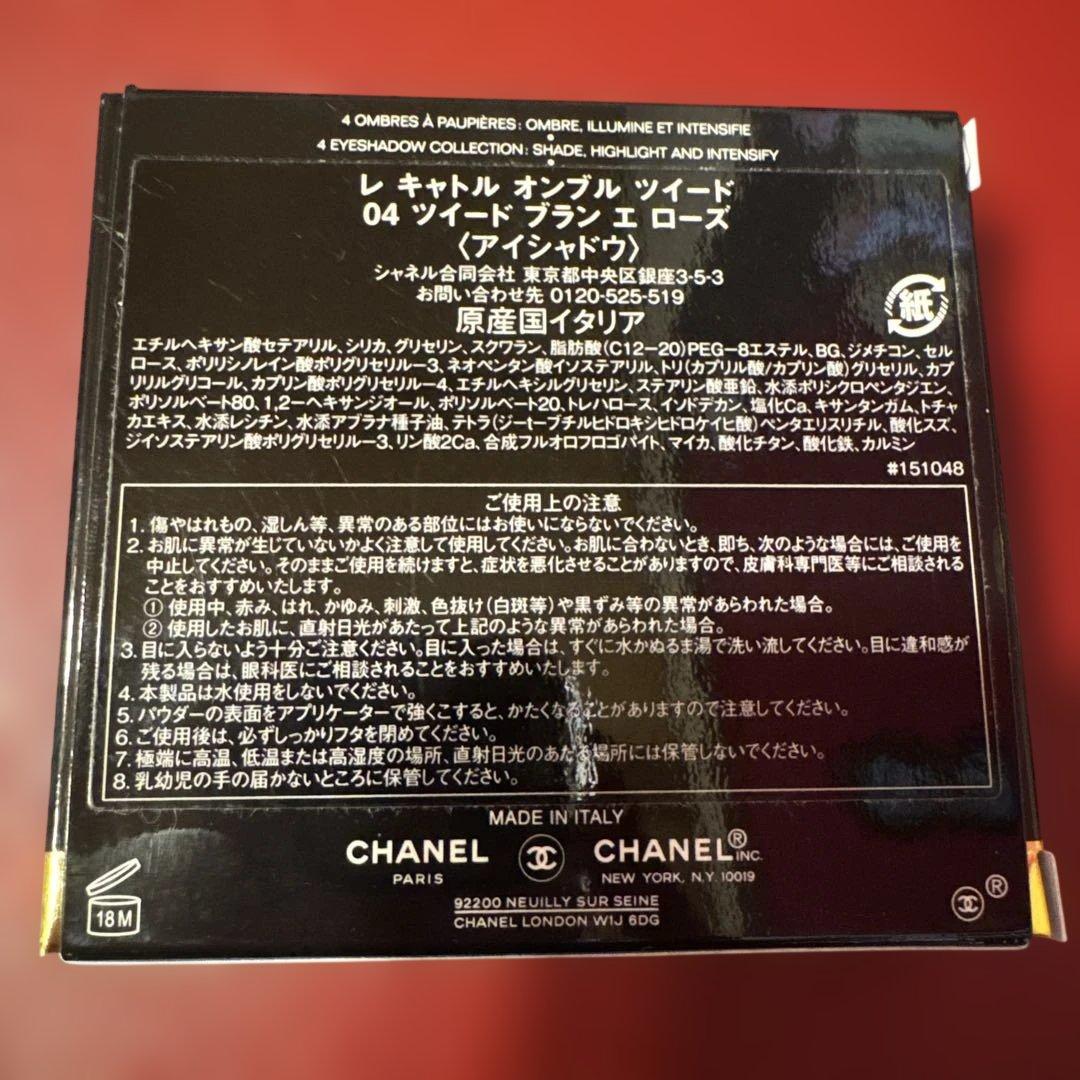 4 OMBRES À PAUPIÈRES : OMBRE, ILLUMINE ET INTENSIFIE
4 EYESHADOW COLLECTION : SHADE, HIGHLIGHT AND INTENSIFY
レ キャトル オンブル ツイード
04 ツイード ブラン エ ローズ
〈アイシャドウ〉
シャネル合同会社 東京都中央区銀座3-5-3
お問い合わせ先 0120-525-519
紙
原産国イタリア
エチルヘキサン酸セテアリル、シリカ、グリセリン、スクワラン、脂肪酸(C12−20)PEG−8エステル、BG、ジメチコン、セル
ロース、ポリリシノレイン酸ポリグリセリル−3、ネオペンタン酸イソステアリル、トリ(カプリル酸/カプリン酸)グリセリル、カプ
リリルグリコール、カプリン酸ポリグリセリル−4、エチルヘキシルグリセリン、ステアリン酸亜鉛、水添ポリシクロペンタジエン、
ポリソルベート80、1,2−ヘキサンジオール、ポリソルベート20、トレハロース、イソドデカン、塩化Ca、キサンタンガム、トチャ
カエキス、水添レシチン、水添アブラナ種子油、テトラ(ジ−t−ブチルヒドロキシヒドロケイヒ酸)ペンタエリスリチル、酸化スズ、
ジイソステアリン酸ポリグリセリル−3、リン酸2Ca、合成フルオロフロゴパイト、マイカ、酸化チタン、酸化鉄、カルミン
#151048
ご使用上の注意
1. 傷やはれもの、湿しん等、異常のある部位にはお使いにならないでください。
2. お肌に異常が生じていないかよく注意して使用してください。お肌に合わないとき、即ち、次のような場合には、ご使用を
中止してください。そのままご使用を続けますと、症状を悪化させることがありますので、皮膚科専門医等にご相談される
ことをおすすめいたします。
① 使用中、赤み、はれ、かゆみ、刺激、色抜け(白斑等)や黒ずみ等の異常があらわれた場合。
② 使用したお肌に、直射日光があたって上記のような異常があらわれた場合。
3. 目に入らないよう十分ご注意ください。目に入った場合は、すぐに水かぬるま湯で洗い流してください。目に違和感が
残る場合は、眼科医にご相談されることをおすすめいたします。
4. 本製品は水使用をしないでください。
5. パウダーの表面をアプリケーターで強くこすると、かたくなることがありますので注意してください。
6. ご使用後は、必ずしっかりフタを閉めてください。
7. 極端に高温、低温または高湿度の場所、直射日光のあたる場所には保管しないでください。
8. 乳幼児の手の届かないところに保管してください。
MADE IN ITALY
CHANEL CHANEL® INC.
PARIS NEW YORK, N.Y. 10019
92200 NEUILLY SUR SEINE
CHANEL LONDON W1J 6DG
18M
®